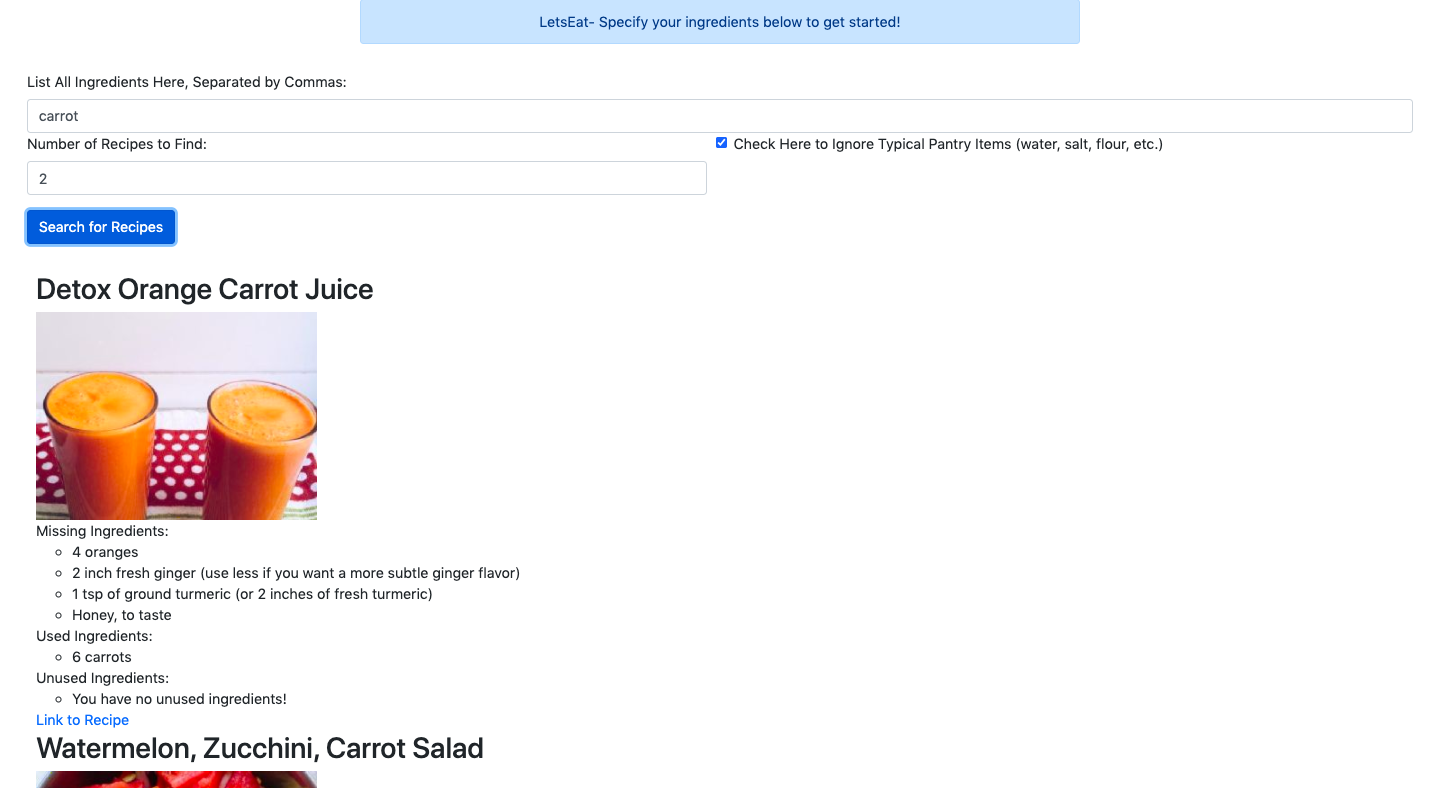 LetsEat- Specify your ingredients below to get started!
List All Ingredients Here, Separated by Commas:
carrot
Number of Recipes to Find:
Check Here to Ignore Typical Pantry Items (water, salt, flour, etc.)
2
Search for Recipes
Detox Orange Carrot Juice
Missing Ingredients:
4 oranges
2 inch fresh ginger (use less if you want a more subtle ginger flavor)
1 tsp of ground turmeric (or 2 inches of fresh turmeric)
Honey, to taste
Used Ingredients:
6 carrots
Unused Ingredients:
You have no unused ingredients!
Link to Recipe
Watermelon, Zucchini, Carrot Salad